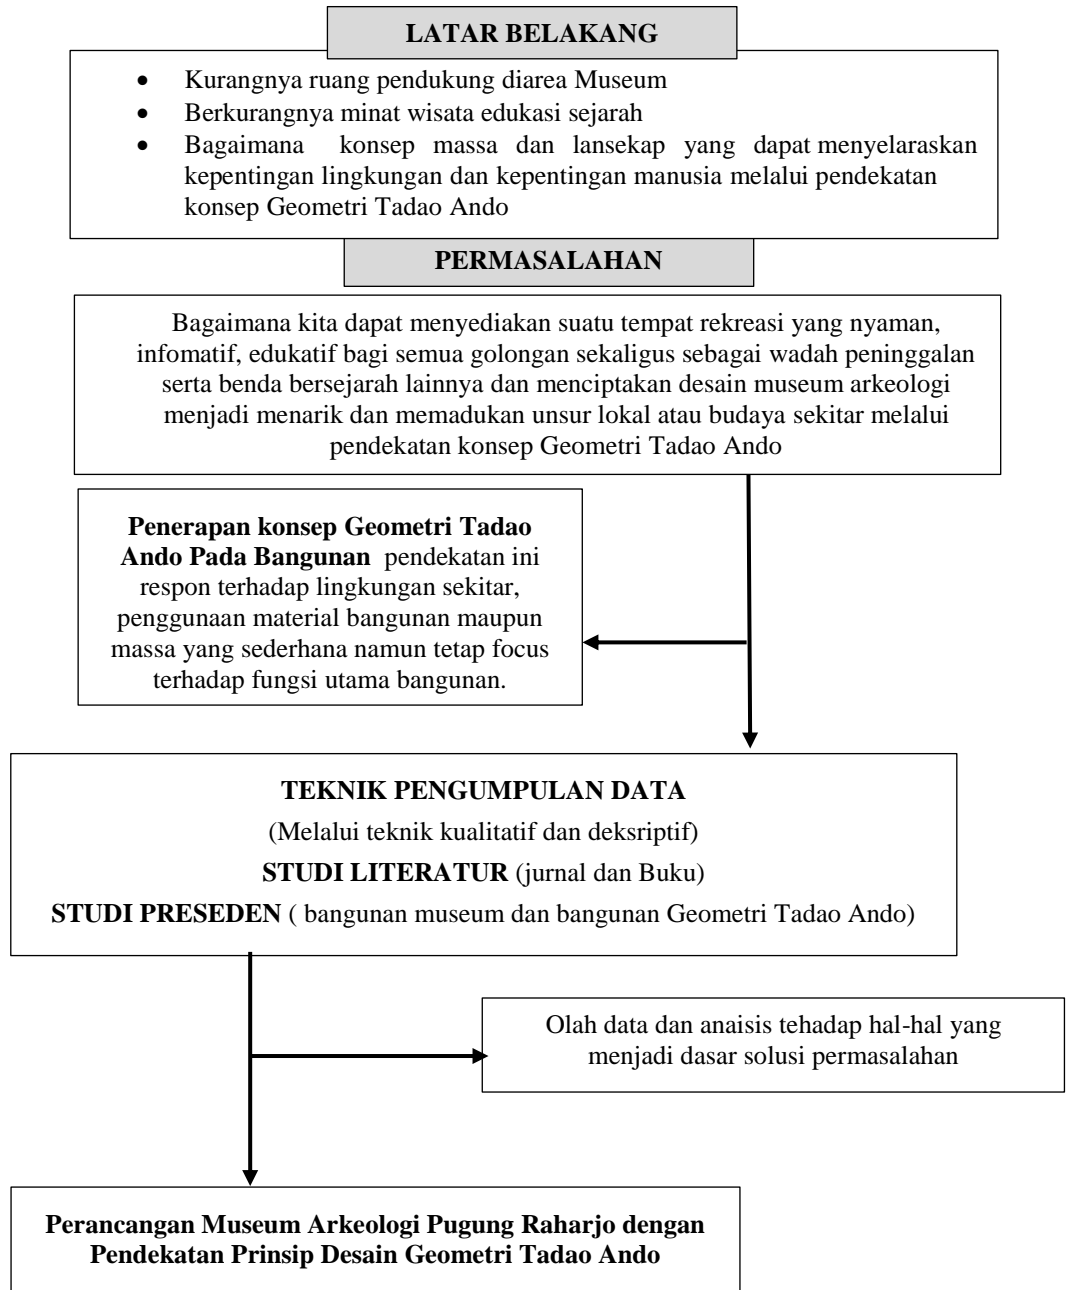 LATAR BELAKANG
• Kurangnya ruang pendukung diarea Museum
• Berkurangnya minat wisata edukasi sejarah
• Bagaimana konsep massa dan lansekap yang dapat menyelaraskan
kepentingan lingkungan dan kepentingan manusia melalui pendekatan
konsep Geometri Tadao Ando
PERMASALAHAN
Bagaimana kita dapat menyediakan suatu tempat rekreasi yang nyaman,
infomatif, edukatif bagi semua golongan sekaligus sebagai wadah peninggalan
serta benda bersejarah lainnya dan menciptakan desain museum arkeologi
menjadi menarik dan memadukan unsur lokal atau budaya sekitar melalui
pendekatan konsep Geometri Tadao Ando
Penerapan konsep Geometri Tadao
Ando Pada Bangunan pendekatan ini
respon terhadap lingkungan sekitar,
penggunaan material bangunan maupun
massa yang sederhana namun tetap focus
terhadap fungsi utama bangunan.
TEKNIK PENGUMPULAN DATA
(Melalui teknik kualitatif dan deksriptif)
STUDI LITERATUR (jurnal dan Buku)
STUDI PRESEDEN ( bangunan museum dan bangunan Geometri Tadao Ando)
Olah data dan anaisis tehadap hal-hal yang
menjadi dasar solusi permasalahan
Perancangan Museum Arkeologi Pugung Raharjo dengan
Pendekatan Prinsip Desain Geometri Tadao Ando